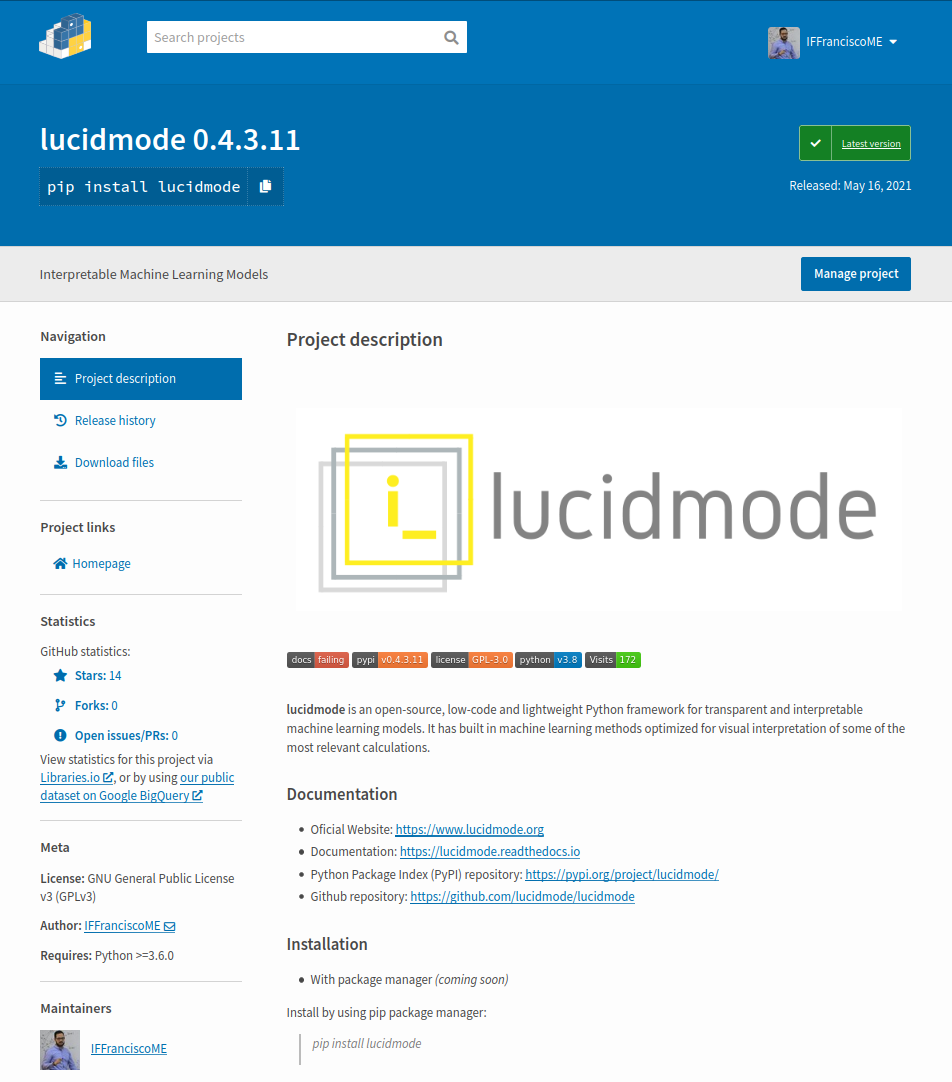 Search projects
IFFranciscoME
lucidmode 0.4.3.11
pip install lucidmode
Latest version
Released: May 16, 2021
Interpretable Machine Learning Models
Manage project
Navigation
Project description
Release history
Download files
Project links
Homepage
Statistics
GitHub statistics:
Stars: 14
Forks: 0
Open issues/PRs: 0
View statistics for this project via
Libraries.io, or by using our public
dataset on Google BigQuery
Meta
License: GNU General Public License
v3 (GPLv3)
Author: IFFranciscoME
Requires: Python >=3.6.0
Maintainers
IFFranciscoME
Project description
i_ lucidmode
docs failing pypi v0.4.3.11 license GPL-3.0 python v3.8 Visits 172
lucidmode is an open-source, low-code and lightweight Python framework for transparent and interpretable
machine learning models. It has built in machine learning methods optimized for visual interpretation of some of the
most relevant calculations.
Documentation
• Oficial Website: https://www.lucidmode.org
• Documentation: https://lucidmode.readthedocs.io
• Python Package Index (PyPI) repository: https://pypi.org/project/lucidmode/
• Github repository: https://github.com/lucidmode/lucidmode
Installation
• With package manager (coming soon)
Install by using pip package manager:
pip install lucidmode